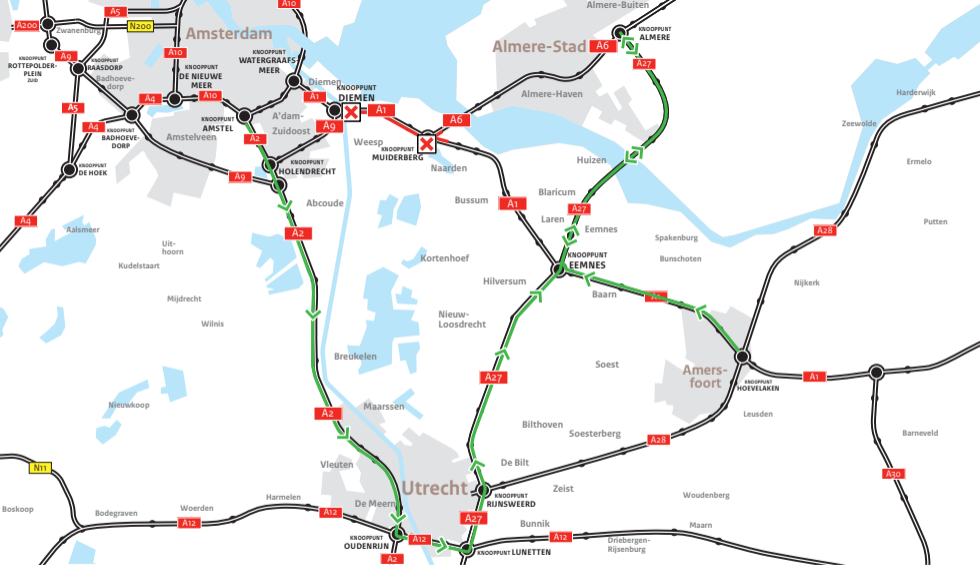 A5
A10
Almere-Buiten
A200
N200
Zwanenburg
Amsterdam
KNOOPPUNT
ALMERE
KNOOPPUNT
ROTTEPOLDER-
PLEIN
ZUID
A9
KNOOPPUNT
RAASDORP
A10
KNOOPPUNT
WATERGRAAFS-
MEER
Almere-Stad
A6
A27
Badhoeve-
dorp
KNOOPPUNT
DE NIEUWE
MEER
Diemen
KNOOPPUNT
DIEMEN
Almere-Haven
Harderwijk
A5
A4
A10
A1
A1
A6
A4
KNOOPPUNT
BADHOEVE-
DORP
KNOOPPUNT
AMSTEL
A'dam-
Zuidoost
A9
Zeewolde
Amstelveen
A2
Weesp
KNOOPPUNT
MUIDERBERG
Naarden
Huizen
Ermelo
KNOOPPUNT
DE HOEK
A9
KNOOPPUNT
HOLENDRECHT
Abcoude
Bussum
A1
Blaricum
A27
Laren
Eemnes
A4
Aalsmeer
A2
Putten
A28
Uit-
hoorn
Kudelstaart
Kortenhoef
KNOOPPUNT
EEMNES
Spakenburg
Bunschoten
Hilversum
Baarn
Nijkerk
Mijdrecht
Wilnis
Nieuw-
Loosdrecht
Breukelen
Soest
Amers-
foort
A27
A1
KNOOPPUNT
HOEVELAKEN
Nieuwkoop
A2
Maarssen
Leusden
Bilthoven
Soesterberg
A28
Barneveld
N11
Vleuten
De Bilt
A30
Utrecht
Zeist
KNOOPPUNT
RIJNSWEERD
Woudenberg
Boskoop
Bodegraven
Woerden
Harmelen
De Meern
A12
A12
A27
Bunnik
Maarn
KNOOPPUNT
OUDENRIJN
A12
A12
Driebergen-
Rijsenburg
KNOOPPUNT LUNETTEN
A2